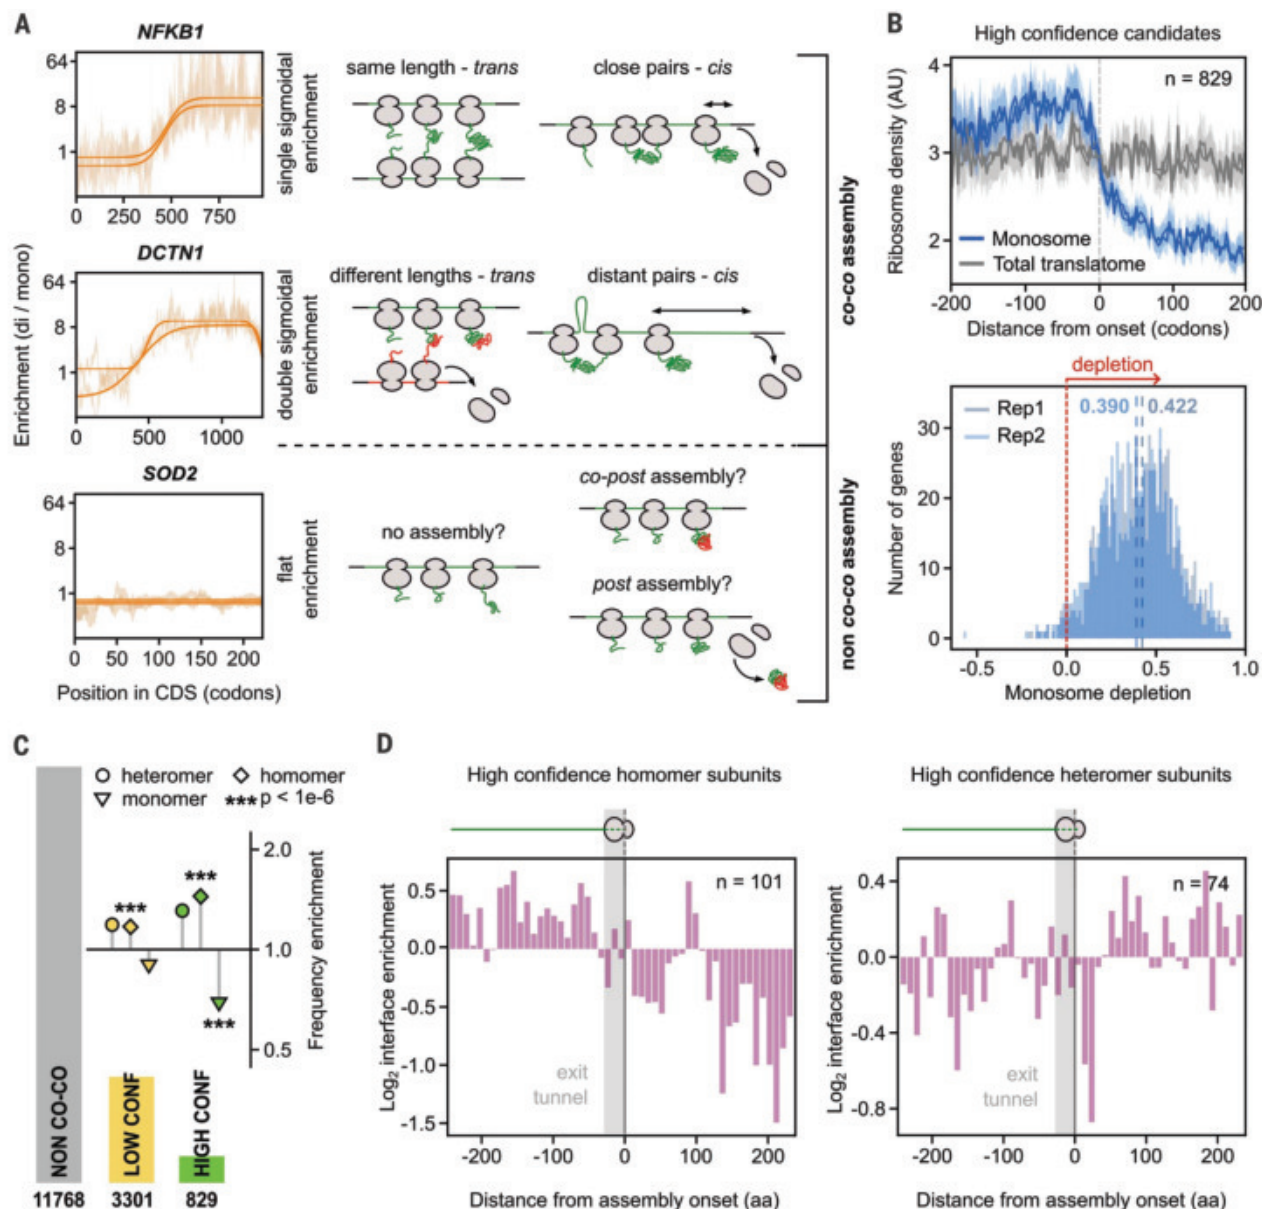 A
NFKB1
64
8
1
0 250 500 750
single sigmoidal
enrichment
same length - trans
close pairs - cis
DCTN1
64
8
1
0 500 1000
Enrichment (di / mono)
double sigmoidal
enrichment
different lengths - trans
distant pairs - cis
co-co assembly
SOD2
64
8
1
0 50 100 150 200
Position in CDS (codons)
flat
enrichment
no assembly?
co-post assembly?
post assembly?
non co-co assembly
B
High confidence candidates
n = 829
4
3
2
Ribosome density (AU)
Monosome
Total translatome
-200 -100 0 100 200
Distance from onset (codons)
depletion
Rep1
Rep2
0.390
0.422
30
20
10
0
Number of genes
-0.5 0.0 0.5 1.0
Monosome depletion
C
heteromer
homomer
monomer
*** p < 1e-6
***
***
***
2.0
1.0
0.5
Frequency enrichment
NON CO-CO
LOW CONF
HIGH CONF
11768 3301 829
D
High confidence homomer subunits
n = 101
0.5
0.0
-0.5
-1.0
-1.5
Log2 interface enrichment
exit
tunnel
-200 -100 0 100 200
Distance from assembly onset (aa)
High confidence heteromer subunits
n = 74
0.4
0.0
-0.4
-0.8
Log2 interface enrichment
exit
tunnel
-200 -100 0 100 200
Distance from assembly onset (aa)